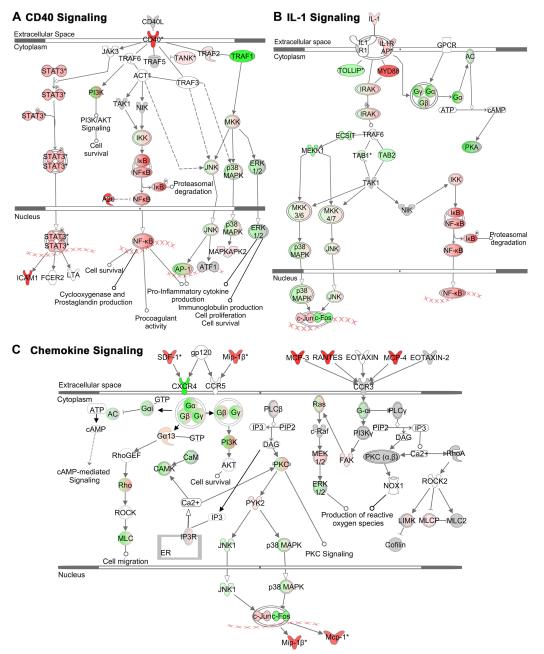 A CD40 Signaling
CD40L
CD40*
Extracellular Space
Cytoplasm
JAK3
TRAF6
TRAF5
TANK*
TRAF2
TRAF1
STAT3*
ACT1
STAT3*
PI3K
TRAF3
TAK1
NIK
STAT3*
PI3K/AKT
Signaling
MKK
IKK
Cell
survival
STAT3*
STAT3*
IκB
NFκB
JNK
p38
MAPK
ERK
1/2
IκB
Proteasomal
degradation
A20
NFκB
Nucleus
STAT3*
STAT3*
NF-κB
JNK
p38
MAPK
ERK
1/2
MAPKAPK2
ICAM1
FCER2
LTA
Cell survival
AP-1
ATF1
Cyclooxygenase and
Prostaglandin production
Pro-Inflammatory cytokine
production
Immunoglobulin production
Cell proliferation
Cell survival
Procoagulant
activity
B IL-1 Signaling
IL-1
Extracellular space
Cytoplasm
IL1
R1
IL1R
AP*
GPCR
TOLLIP*
MYD88
AC
IRAK
Gγ
Gα
Gβ
Gα
IRAK
ATP
cAMP
ECSIT
TRAF6
MEKK1
TAB1*
TAB2
PKA
TAK1
IKK
MKK
3/6
MKK
4/7
NIK
IκB
NF-κB
IκB
Proteasomal
degradation
p38
MAPK
JNK
NF-κB
Nucleus
p38
MAPK
JNK
NF-κB
c-Jun
c-Fos
C Chemokine Signaling
SDF-1*
gp120
Mip-1β*
MCP-3
RANTES
EOTAXIN
MCP-4
EOTAXIN-2
Extracellular space
CXCR4
CCR5
CCR3
Cytoplasm
ATP
AC
Gαi
GTP
Gα
Gβ
Gγ
Gβ
Gγ
PLCβ
Ras
G-αi
PLCγ
cAMP
Gα13
GTP
PI3K
IP3
PIP2
c-Raf
PI3Kγ
PIP2
IP3
DAG
DAG
RhoGEF
CaM
AKT
MEK
1/2
FAK
PKC (α,β)
Ca2+
RhoA
cAMP-mediated
Signaling
CAMK
PKC
Rho
Cell survival
ERK
1/2
NOX1
ROCK2
Ca2+
PYK2
ROCK
IP3
Production of reactive
oxygen species
LIMK
MLCP
MLC2
MLC
IP3R
JNK1
p38 MAPK
PKC Signaling
Cofilin
ER
Cell migration
Nucleus
JNK1
p38 MAPK
c-Jun
c-Fos
Mip-1β*
Mcp-1*